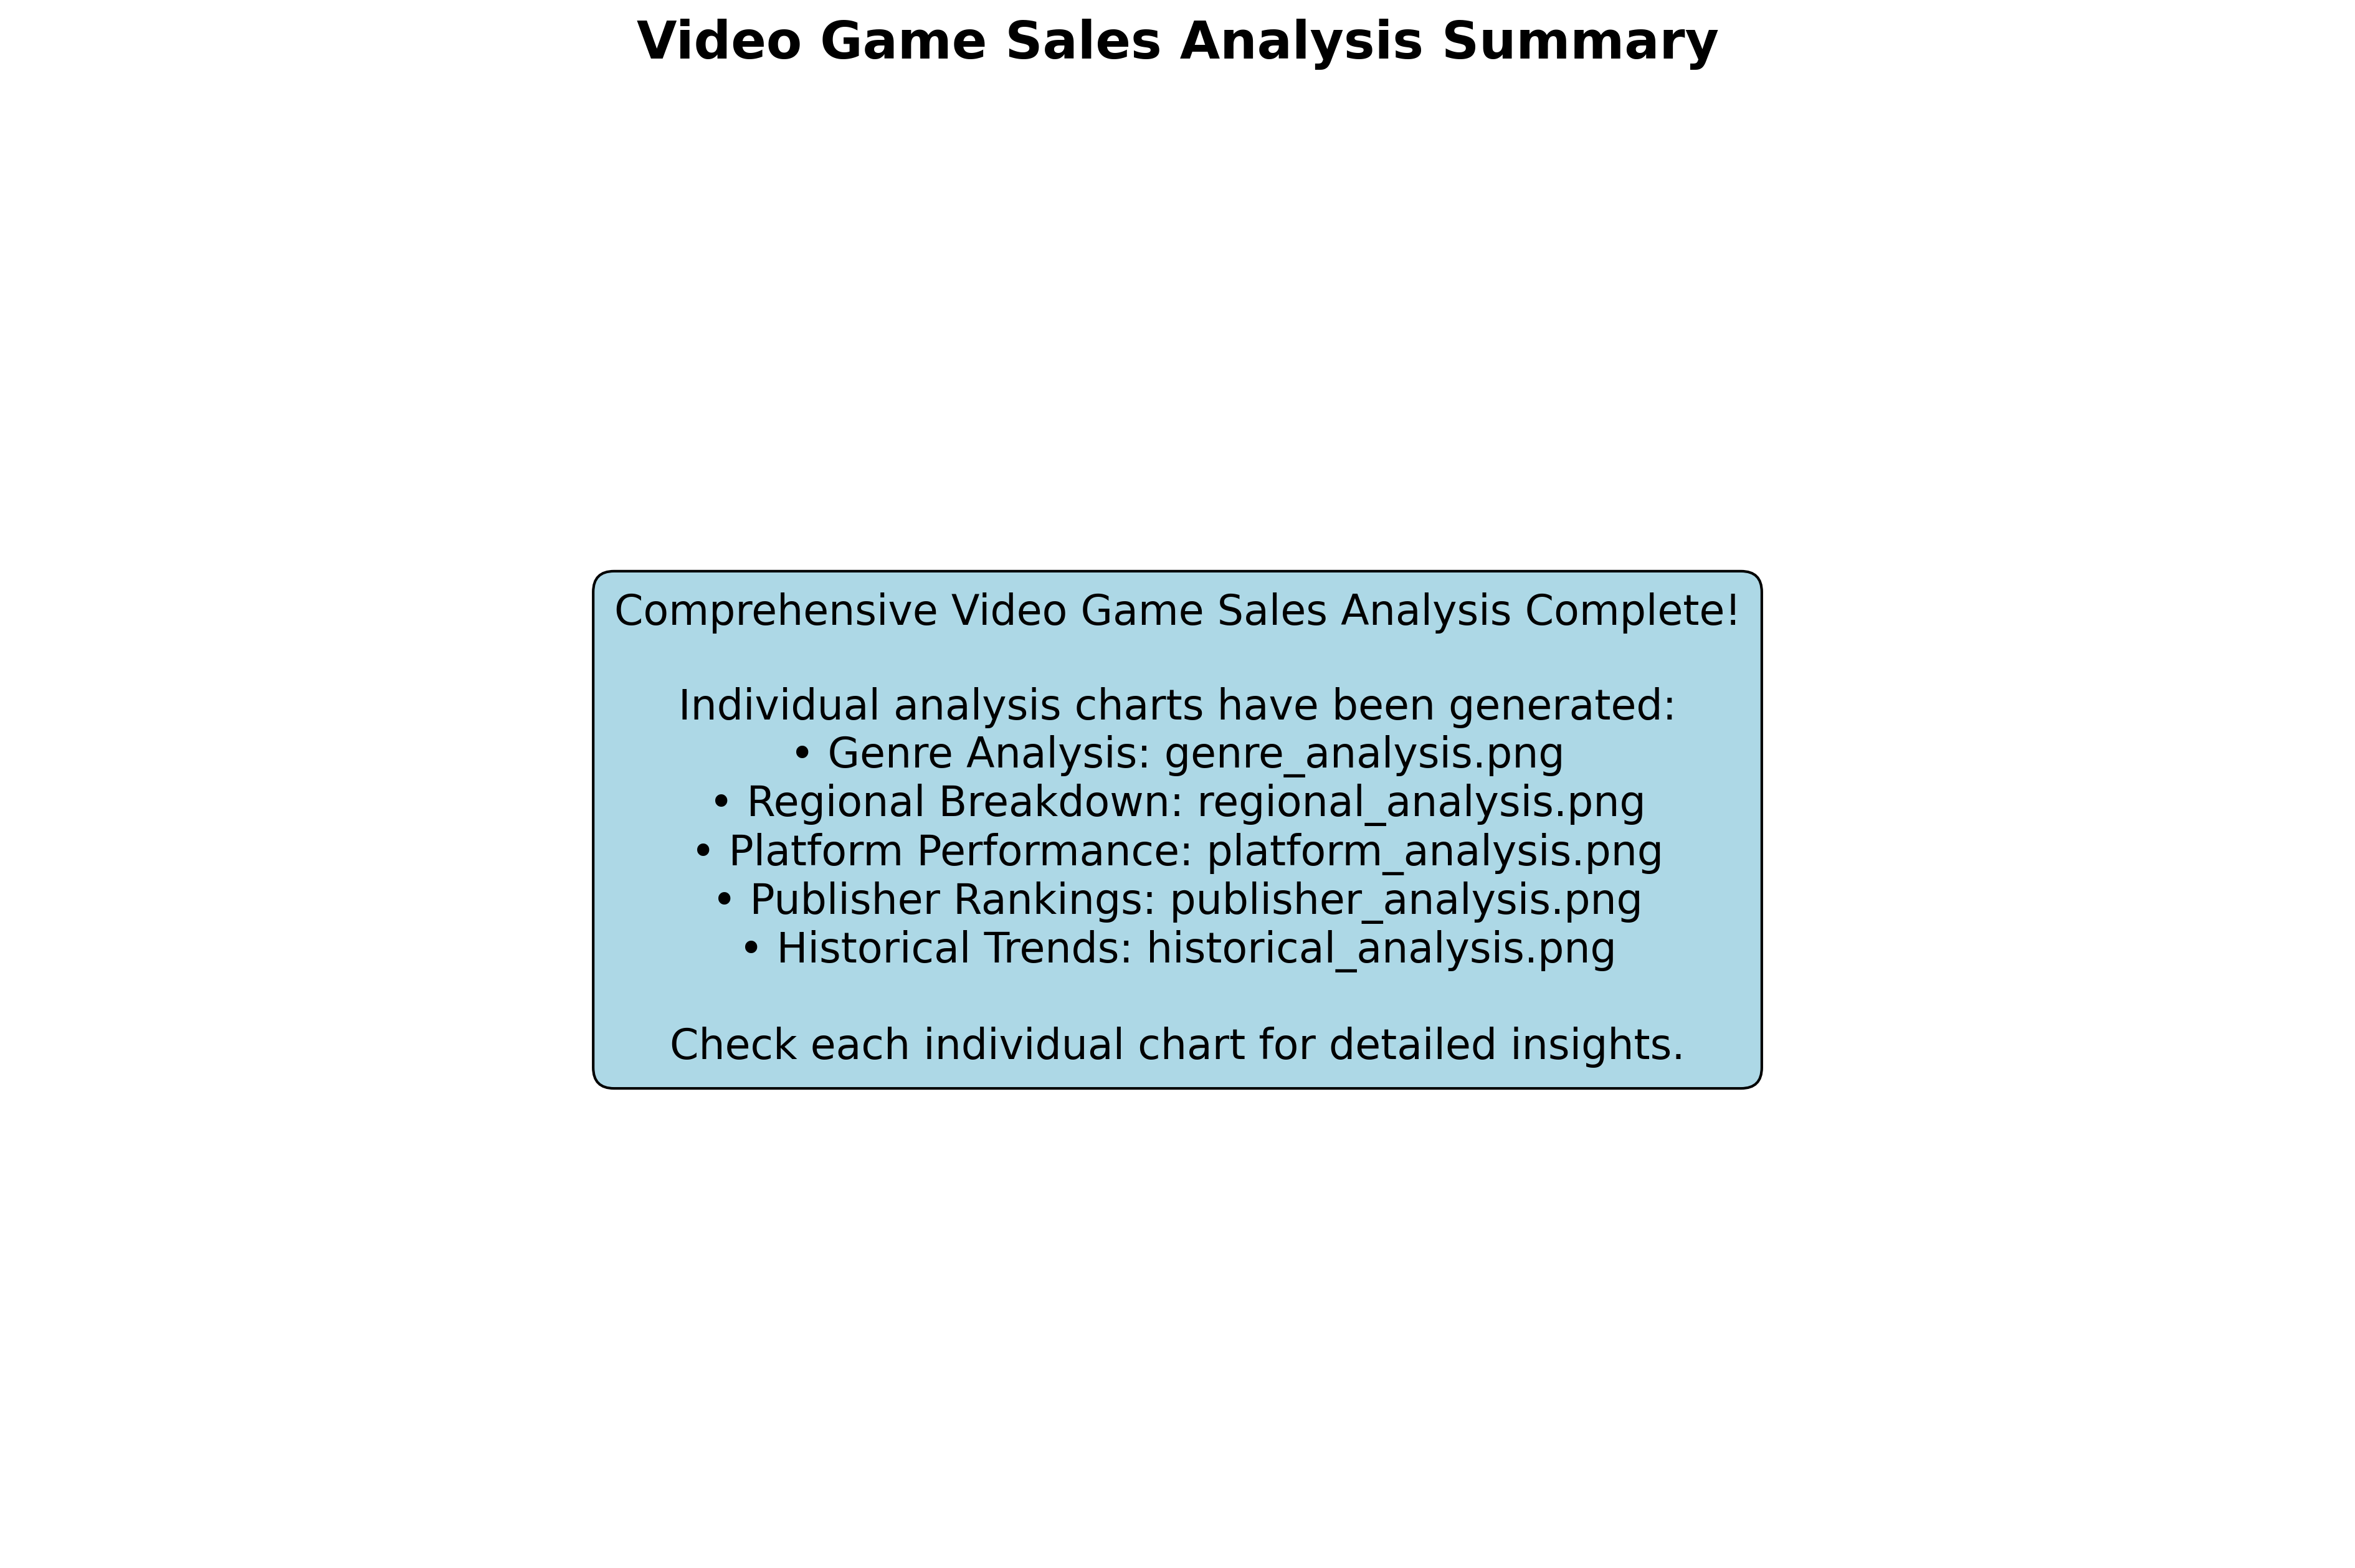 Video Game Sales Analysis Summary
Comprehensive Video Game Sales Analysis Complete!
Individual analysis charts have been generated:
• Genre Analysis: genre_analysis.png
• Regional Breakdown: regional_analysis.png
• Platform Performance: platform_analysis.png
• Publisher Rankings: publisher_analysis.png
• Historical Trends: historical_analysis.png
Check each individual chart for detailed insights.